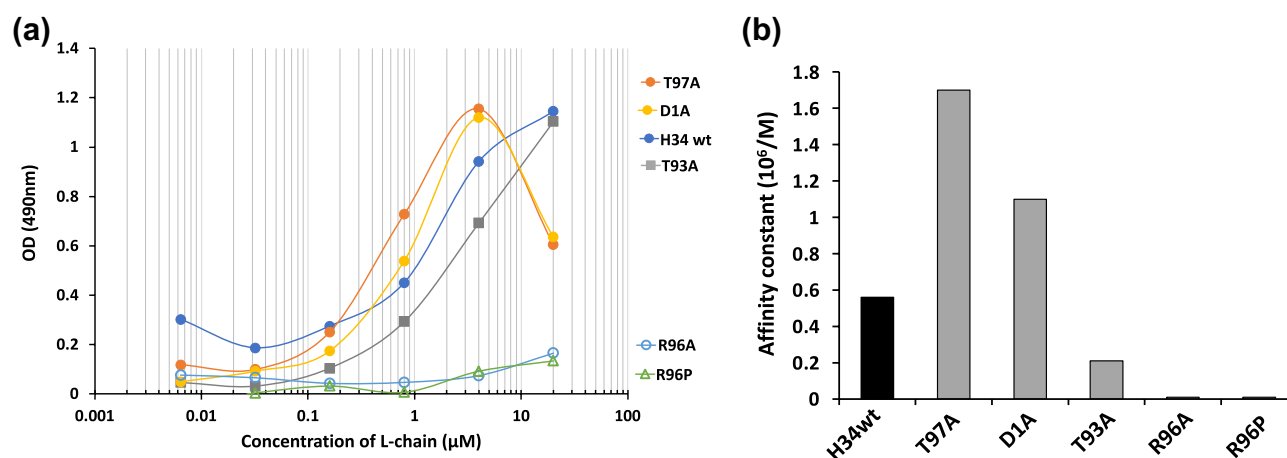 (a)
OD (490nm)
1.4
1.2
1
0.8
0.6
0.4
0.2
0
0.001 0.01 0.1 1 10 100
Concentration of L-chain (μM)
T97A
D1A
H34 wt
T93A
R96A
R96P
(b)
Affinity constant (10⁶/M)
1.8
1.6
1.4
1.2
1
0.8
0.6
0.4
0.2
0
H34wt T97A D1A T93A R96A R96P